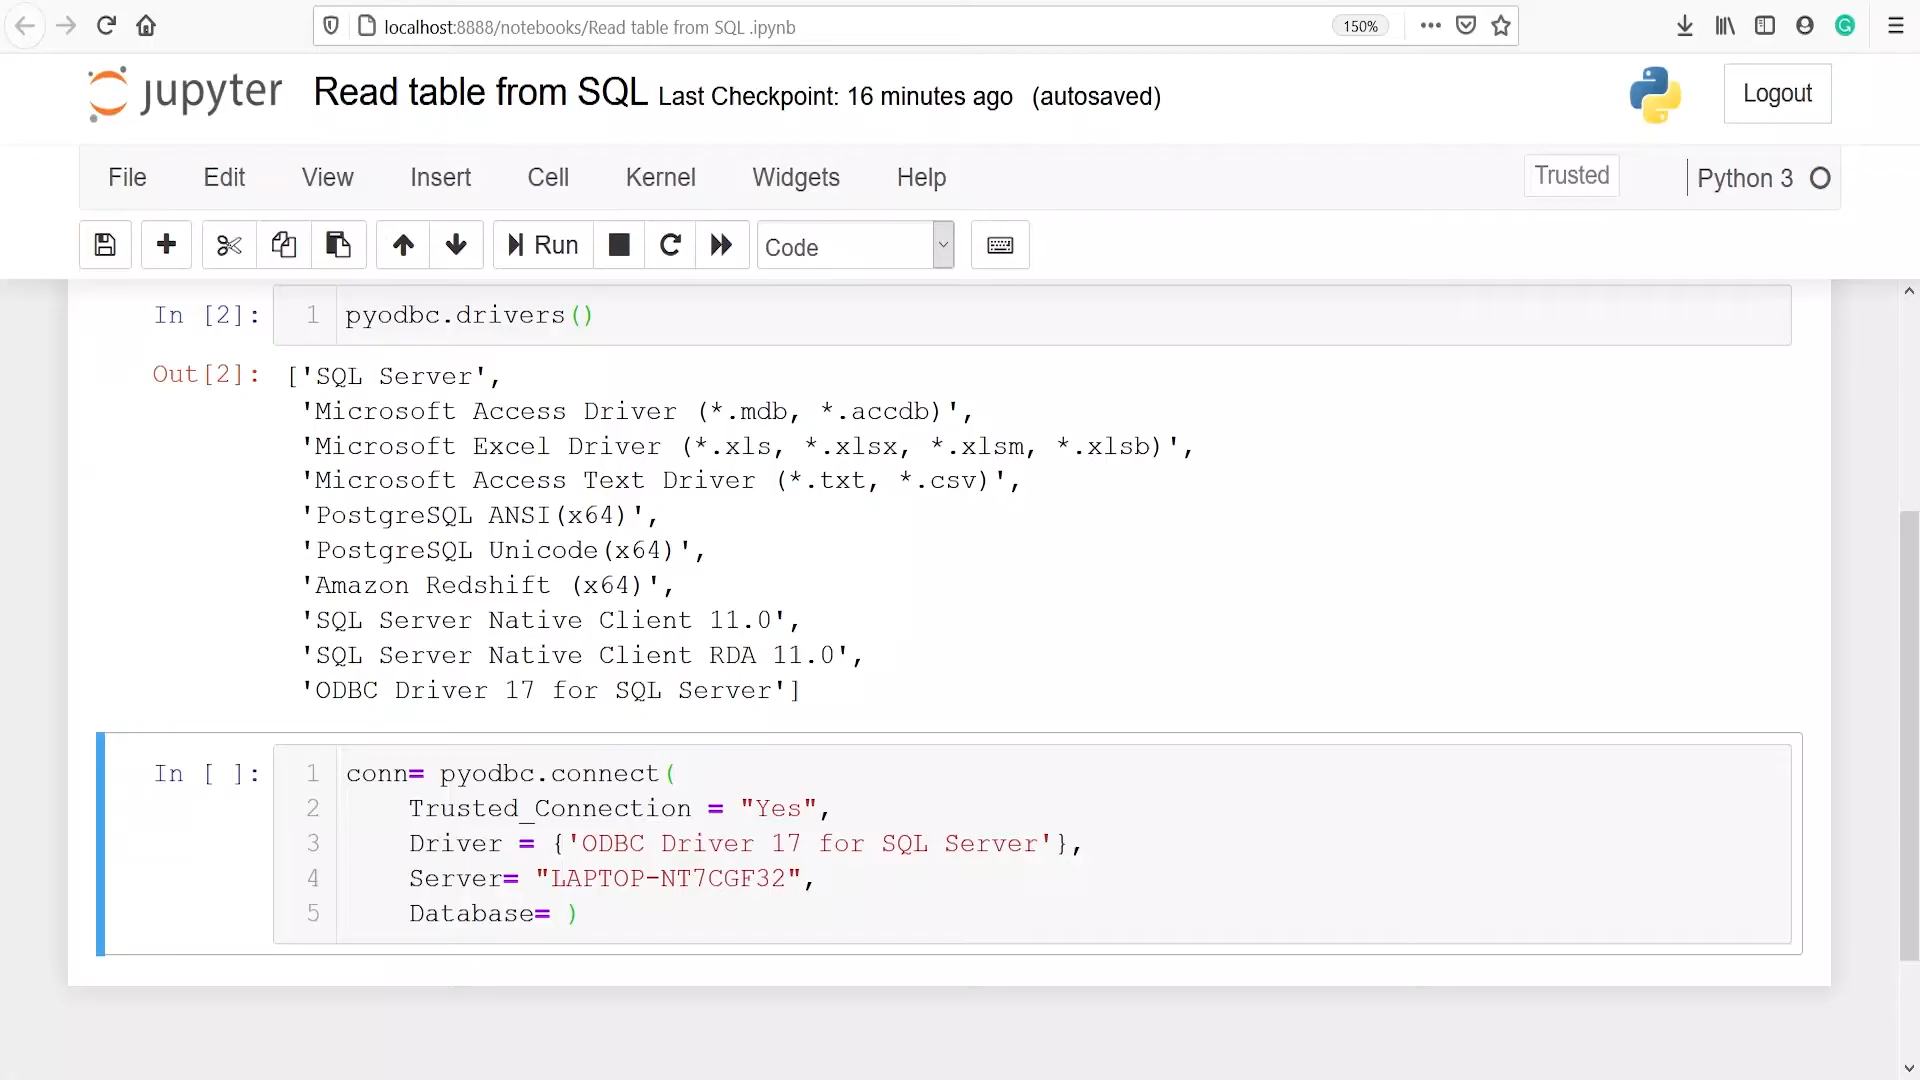 localhost:8888/notebooks/Read table from SQL .ipynb
150%
jupyter
Read table from SQL Last Checkpoint: 16 minutes ago (autosaved)
Logout
File Edit View Insert Cell Kernel Widgets Help
Trusted
Python 3
Run
Code
In [2]:
1 pyodbc.drivers()
Out[2]:
['SQL Server',
'Microsoft Access Driver (*.mdb, *.accdb)',
'Microsoft Excel Driver (*.xls, *.xlsx, *.xlsm, *.xlsb)',
'Microsoft Access Text Driver (*.txt, *.csv)',
'PostgreSQL ANSI(x64)',
'PostgreSQL Unicode(x64)',
'Amazon Redshift (x64)',
'SQL Server Native Client 11.0',
'SQL Server Native Client RDA 11.0',
'ODBC Driver 17 for SQL Server']
In [ ]:
1 conn= pyodbc.connect(
2 Trusted_Connection = "Yes",
3 Driver = {'ODBC Driver 17 for SQL Server'},
4 Server= "LAPTOP-NT7CGF32",
5 Database= )